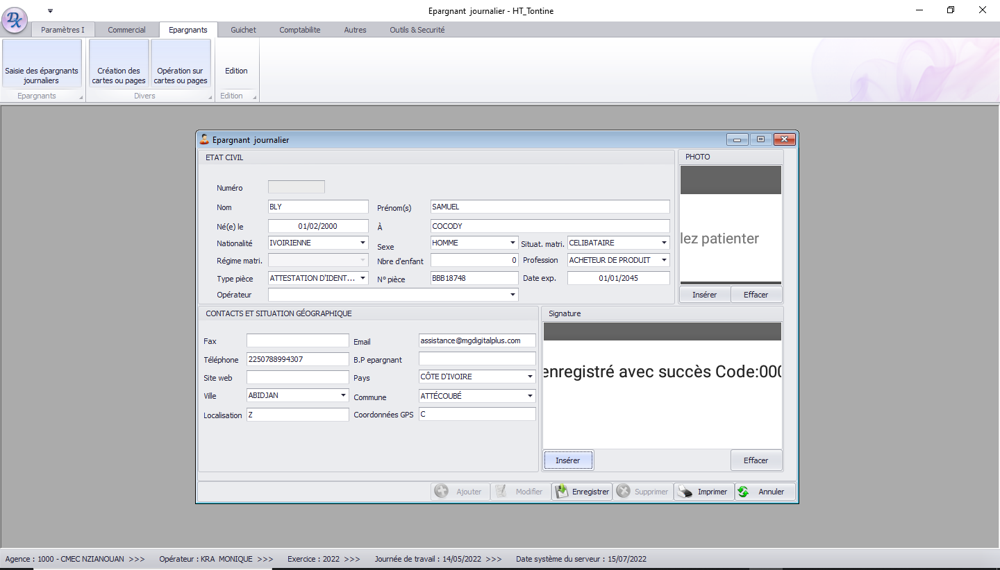 Epargnant journalier - HT_Tontine
DX
Paramètres I Commercial Epargnants Guichet Comptabilite Autres Outils & Securité
Saisie des épargnants journaliers
Création des cartes ou pages
Opération sur cartes ou pages
Edition
Epargnants Divers Edition
Epargnant journalier
ETAT CIVIL
PHOTO
Numéro
Nom BLY Prénom(s) SAMUEL
Né(e) le 01/02/2000 À COCODY
Nationalité IVOIRIENNE Sexe HOMME Situat. matri. CELIBATAIRE
Régime matri. Nbre d'enfant 0 Profession ACHETEUR DE PRODUIT
Type pièce ATTESTATION D'IDENT... N° pièce BBB18748 Date exp. 01/01/2045
Opérateur
lez patienter
Insérer Effacer
CONTACTS ET SITUATION GÉOGRAPHIQUE
Fax Email assistance@mgdigitalplus.com
Téléphone 2250788994307 B.P epargnant
Site web Pays CÔTE D'IVOIRE
Ville ABIDJAN Commune ATTÉCOUBÉ
Localisation Z Coordonnées GPS C
Signature
enregistré avec succès Code:000
Insérer Effacer
Ajouter Modifier Enregistrer Supprimer Imprimer Annuler
Agence : 1000 - CMEC NZIANOUAN >>> Opérateur : KRA MONIQUE >>> Exercice : 2022 >>> Journée de travail : 14/05/2022 >>> Date système du serveur : 15/07/2022